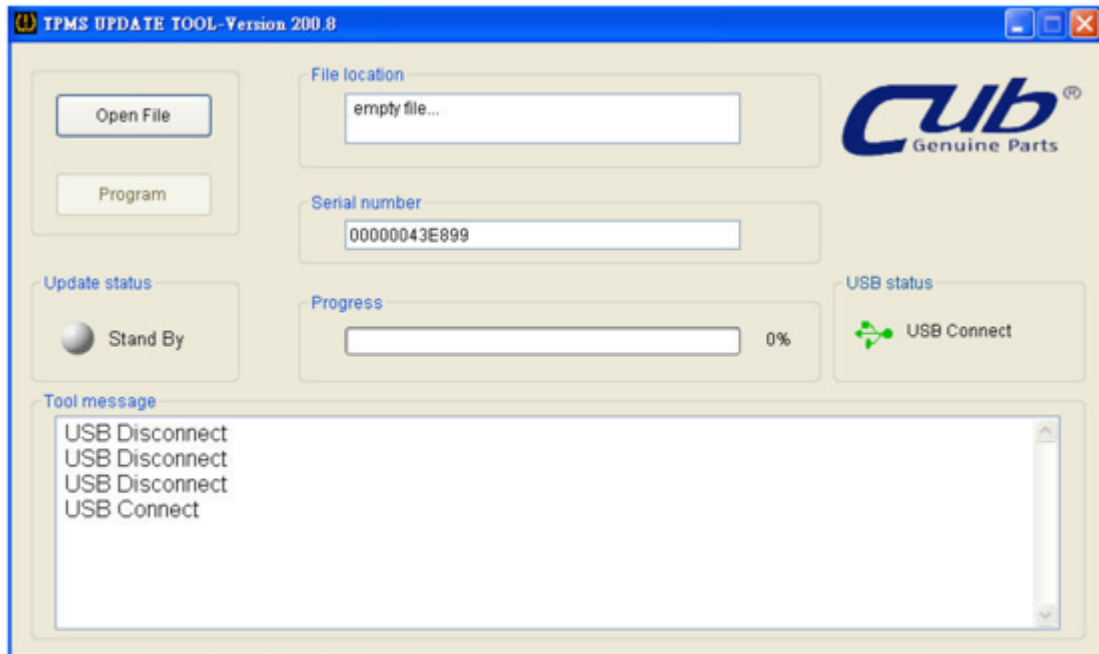 TPMS UPDATE TOOL-Version 200.8
Open File
Program
File location
empty file...
Cub ®
Genuine Parts
Serial number
00000043E899
Update status
Stand By
Progress
0%
USB status
USB Connect
Tool message
USB Disconnect
USB Disconnect
USB Disconnect
USB Connect